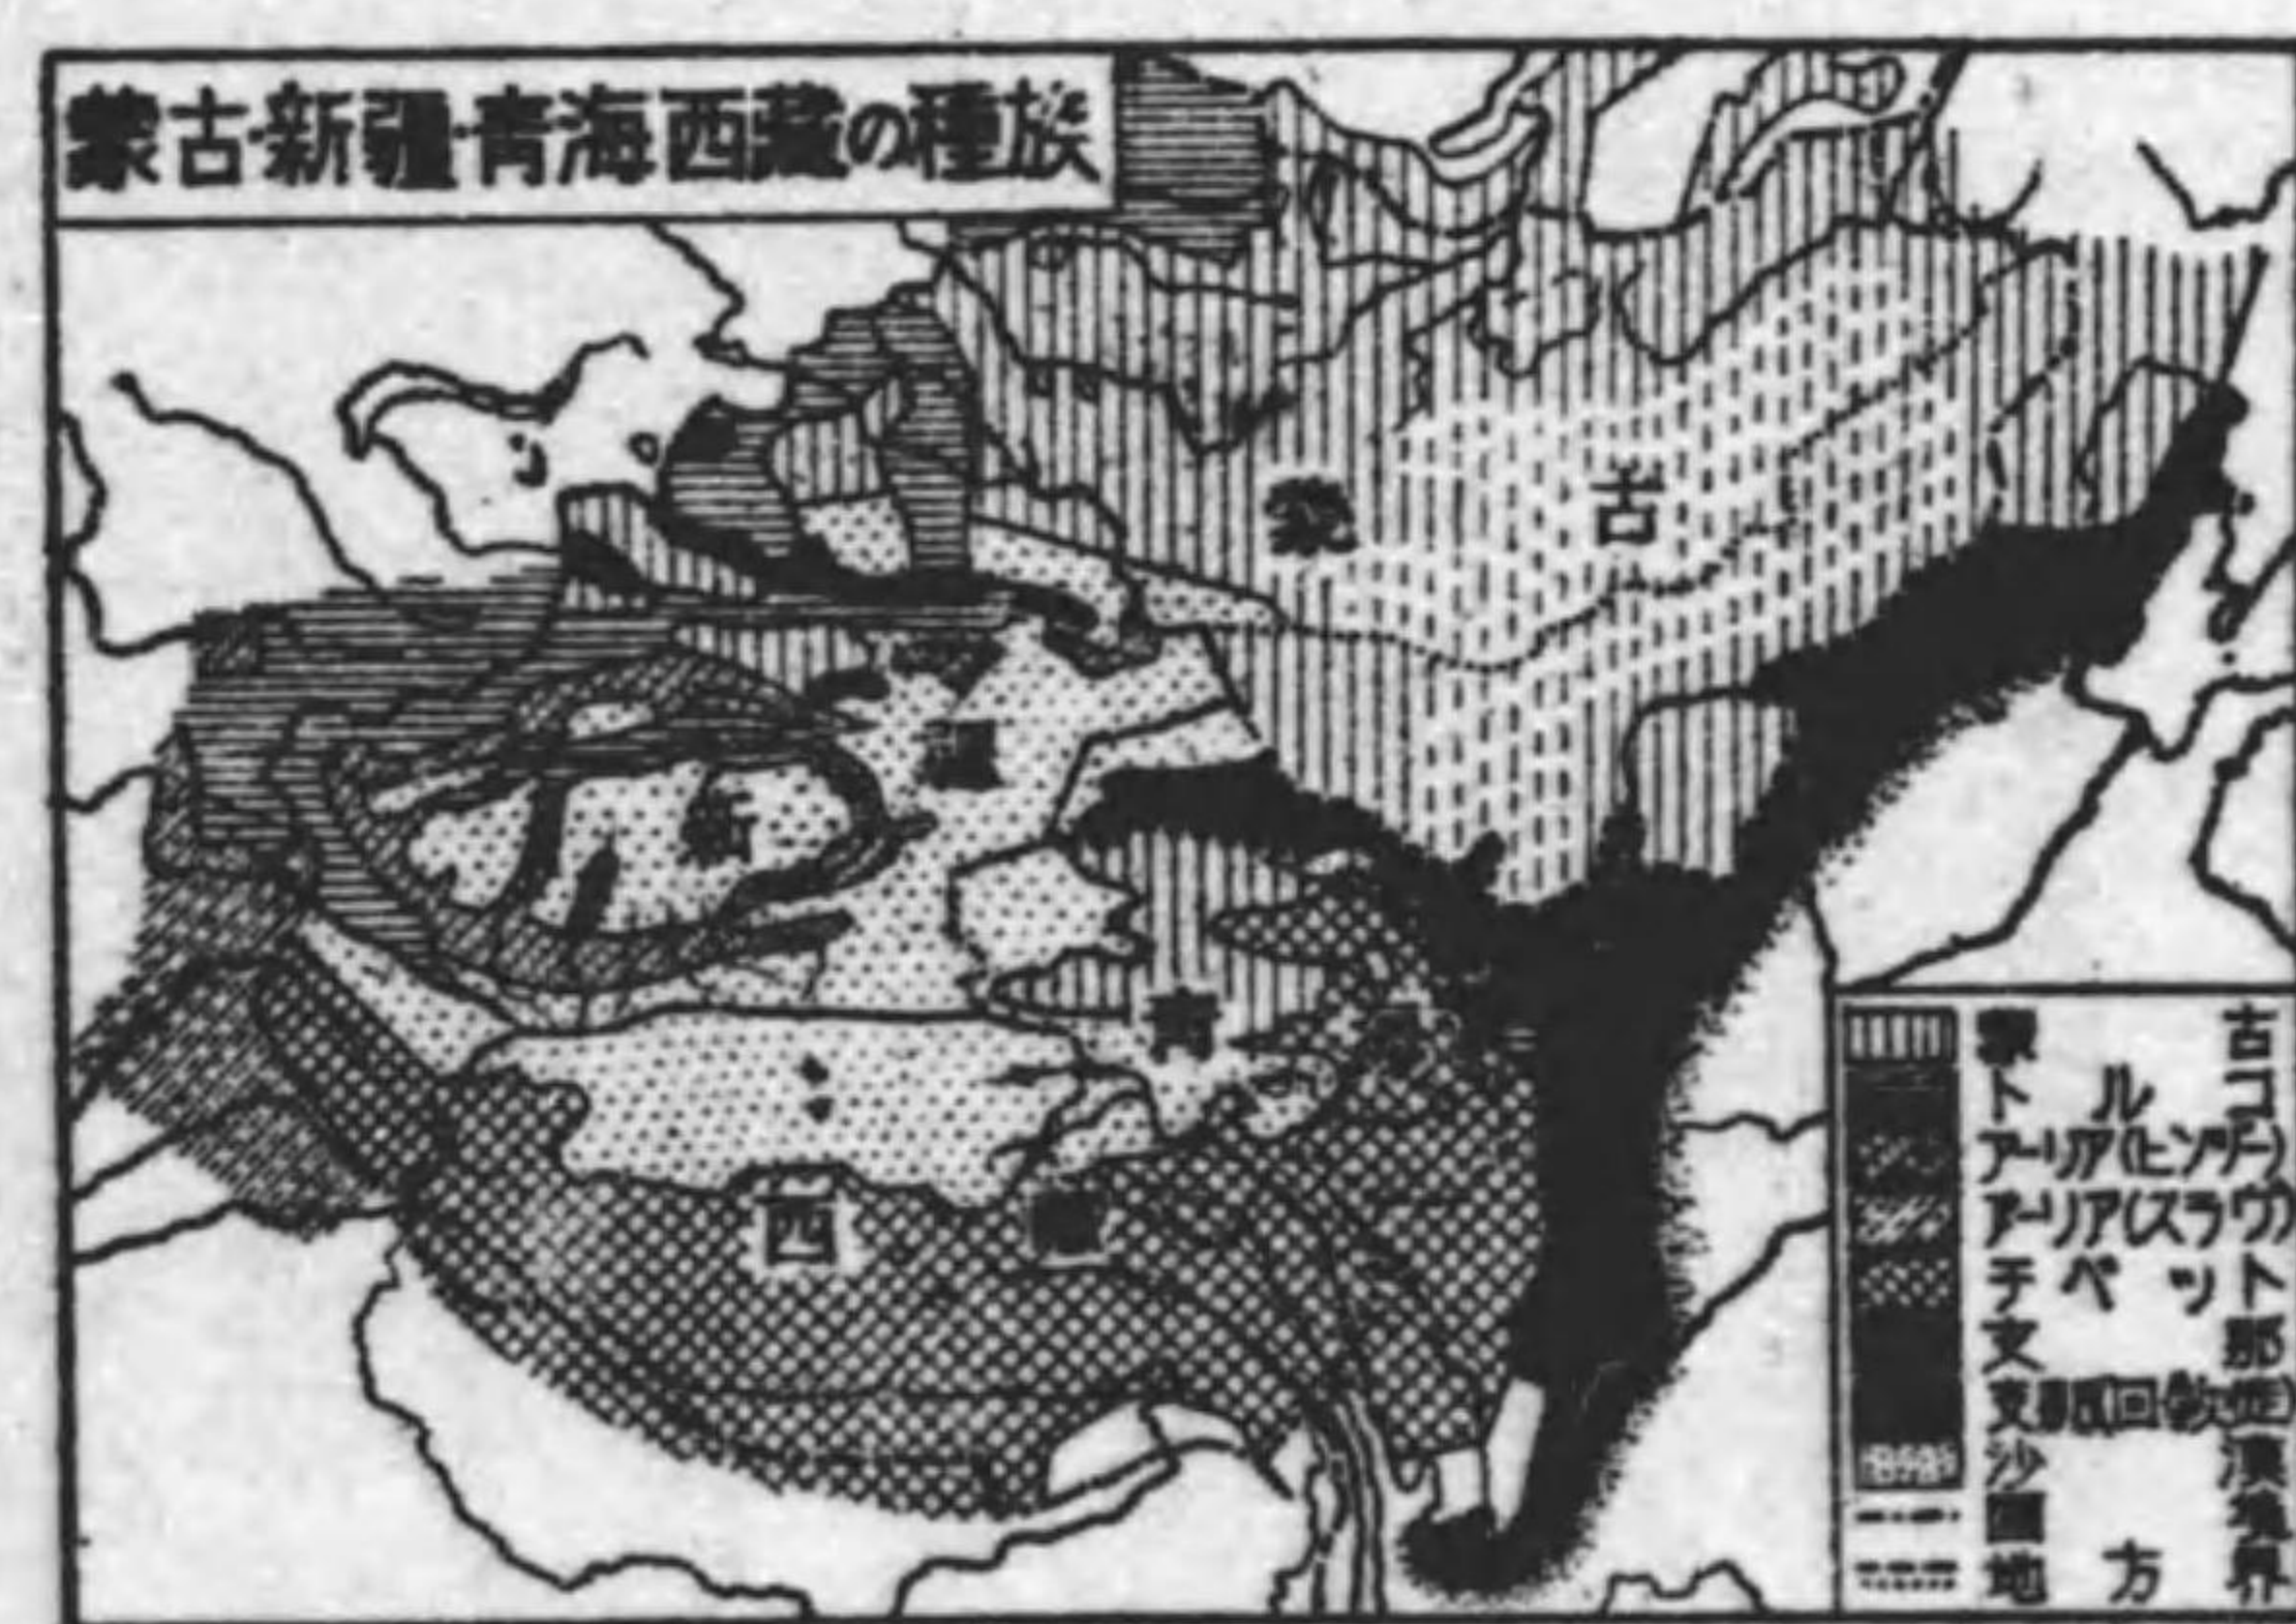 蒙古・新疆・青海西藏の種族
蒙古
新疆
青
西藏
蒙古
トルコ
アーリア(ヒンヅー)
アーリア(スラヴ)
テベット
支那
支那回教徒
沙漠
國境界
地方界